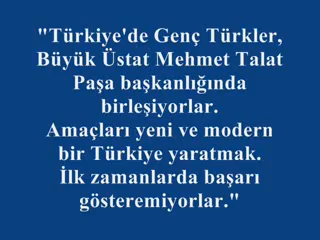 "Türkiye'de Genç Türkler,
Büyük Üstat Mehmet Talat
Paşa başkanlığında
birleşiyorlar.
Amaçları yeni ve modern
bir Türkiye yaratmak.
İlk zamanlarda başarı
gösteremiyorlar."